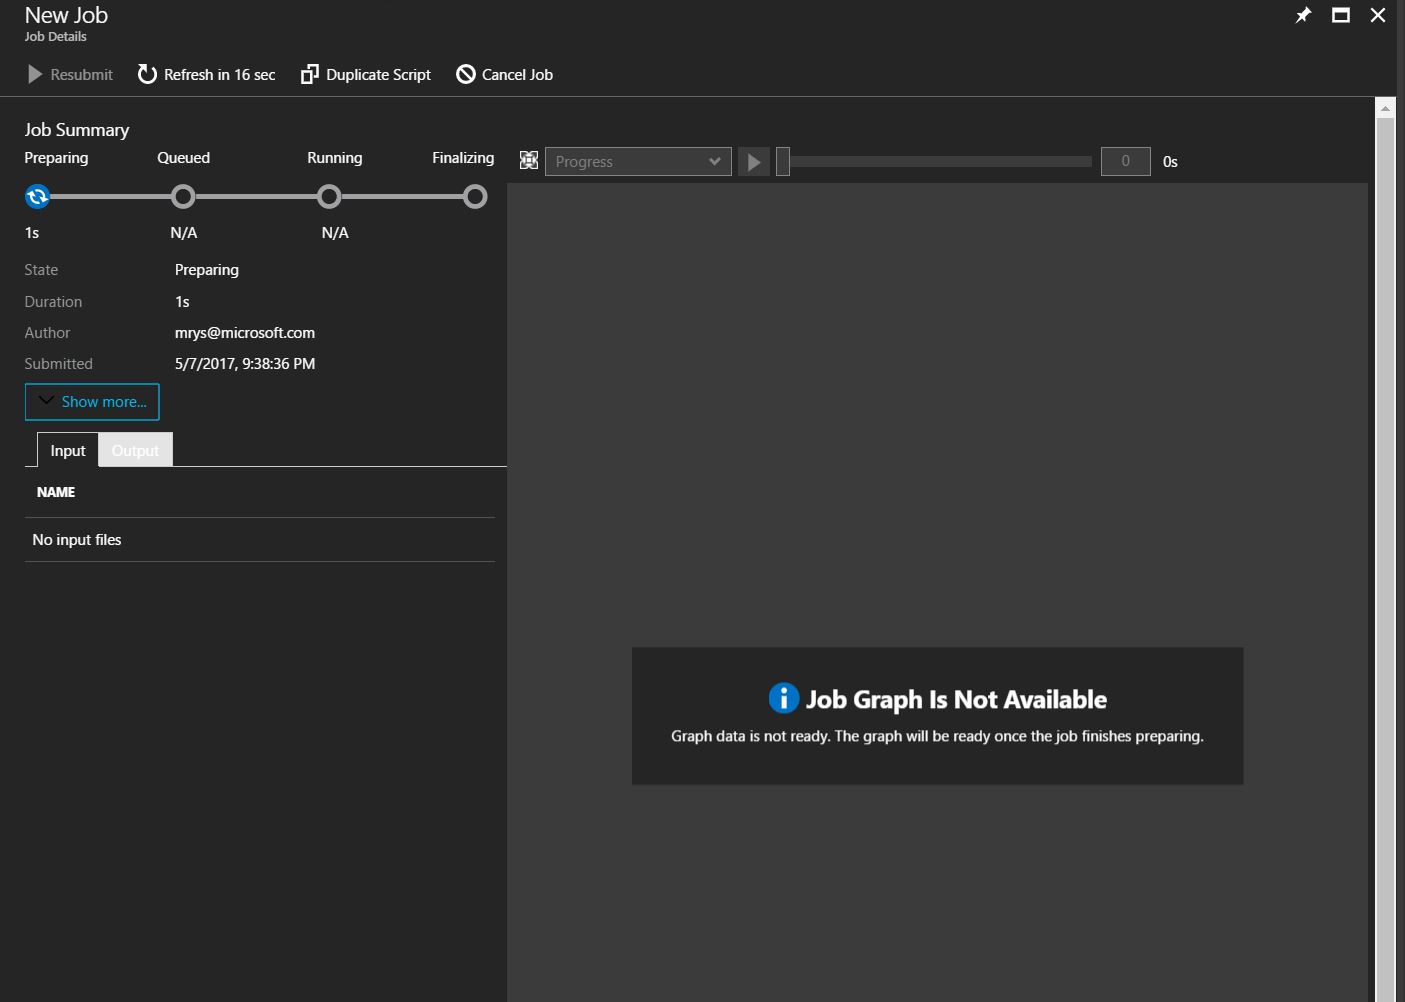 New Job
Job Details
Resubmit Refresh in 16 sec Duplicate Script Cancel Job
Job Summary
Preparing Queued Running Finalizing
Progress 0 0s
1s N/A N/A
State Preparing
Duration 1s
Author mrys@microsoft.com
Submitted 5/7/2017, 9:38:36 PM
Show more...
Input Output
NAME
No input files
Job Graph Is Not Available
Graph data is not ready. The graph will be ready once the job finishes preparing.